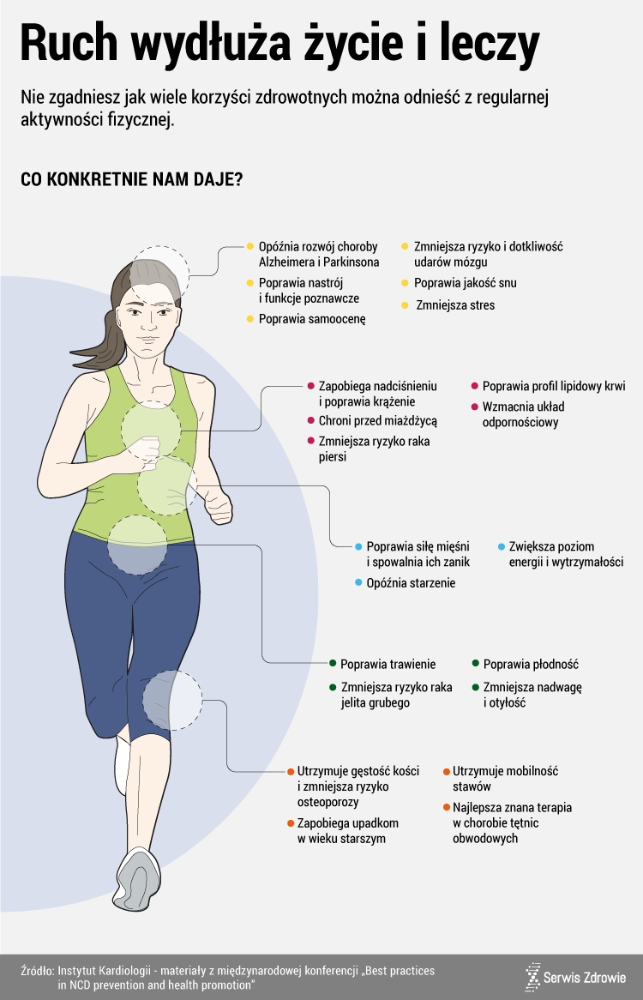 Ruch wydłuża życie i leczy
Nie zgadniesz jak wiele korzyści zdrowotnych można odnieść z regularnej
aktywności fizycznej.
CO KONKRETNIE NAM DAJE?
Opóźnia rozwój choroby
Alzheimera i Parkinsona
Poprawia nastrój
i funkcje poznawcze
Poprawia samoocenę
Zmniejsza ryzyko i dotkliwość
udarów mózgu
Poprawia jakość snu
Zmniejsza stres
Zapobiega nadciśnieniu
i poprawia krążenie
Chroni przed miażdżycą
Zmniejsza ryzyko raka
piersi
Poprawia profil lipidowy krwi
Wzmacnia układ
odpornościowy
Poprawia siłę mięśni
i spowalnia ich zanik
Opóźnia starzenie
Zwiększa poziom
energii i wytrzymałości
Poprawia trawienie
Zmniejsza ryzyko raka
jelita grubego
Poprawia płodność
Zmniejsza nadwagę
i otyłość
Utrzymuje gęstość kości
i zmniejsza ryzyko
osteoporozy
Zapobiega upadkom
w wieku starszym
Utrzymuje mobilność
stawów
Najlepsza znana terapia
w chorobie tętnic
obwodowych
Źródło: Instytut Kardiologii - materiały z międzynarodowej konferencji „Best practices
in NCD prevention and health promotion”
Serwis Zdrowie